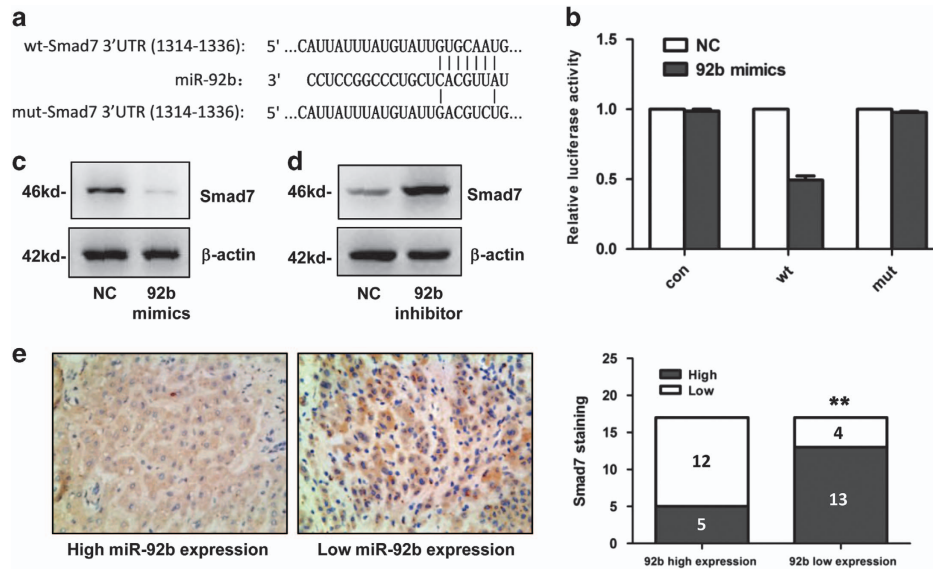 a
wt-Smad7 3'UTR (1314-1336): 5' ...CAUUAUUUAUGUAUUGUGCAAUG...
miR-92b: 3' CCUCCGGCCCUGCUCACGUUAU
mut-Smad7 3'UTR (1314-1336): 5' ...CAUUAUUUAUGUAUUGACGUCUG...
b
Relative luciferase activity
1.5
1.0
0.5
0.0
NC
92b mimics
con wt mut
c
46kd- Smad7
42kd- β-actin
NC 92b
mimics
d
46kd- Smad7
42kd- β-actin
NC 92b
inhibitor
e
High miR-92b expression Low miR-92b expression
Smad7 staining
25
20
15
10
5
0
High
Low
**
12 4
5 13
92b high expression 92b low expression